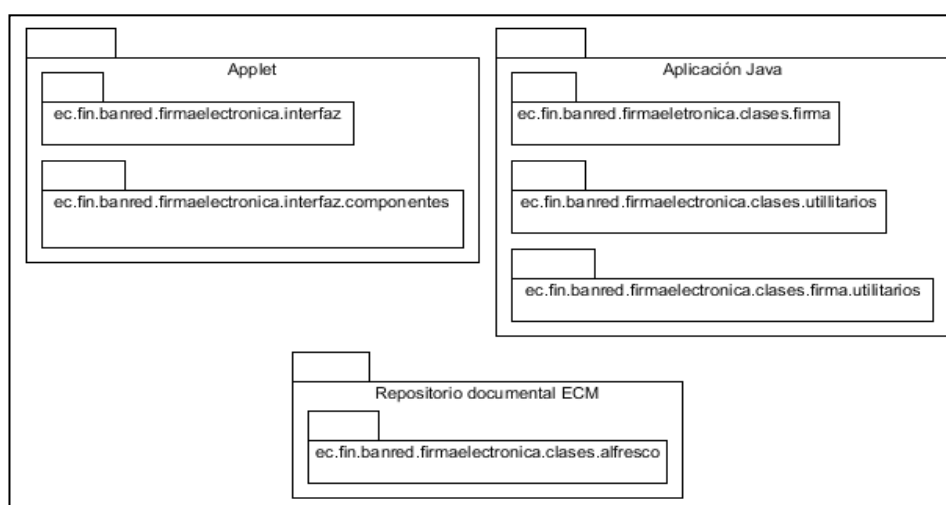 Applet
ec.fin.banred.firmaelectronica.interfaz
ec.fin.banred.firmaelectronica.interfaz.componentes
Aplicación Java
ec.fin.banred.firmaeletronica.clases.firma
ec.fin.banred.firmaelectronica.clases.utillitarios
ec.fin.banred.firmaelectronica.clases.firma.utilitarios
Repositorio documental ECM
ec.fin.banred.firmaelectronica.clases.alfresco